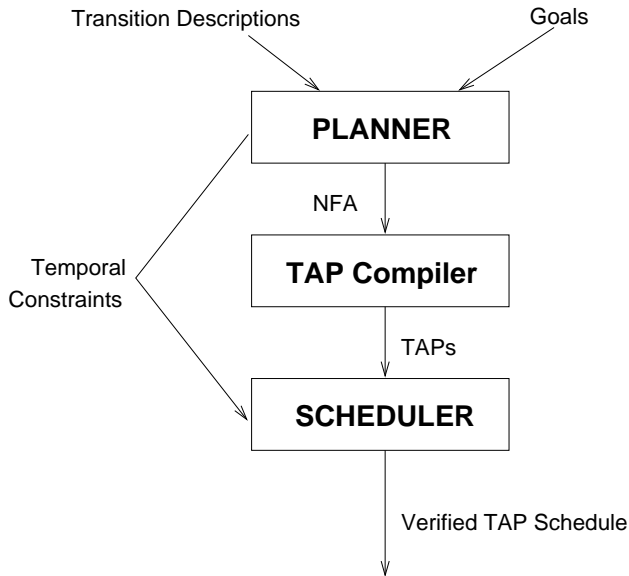 Transition Descriptions
Goals
PLANNER
NFA
TAP Compiler
Temporal
Constraints
TAPs
SCHEDULER
Verified TAP Schedule